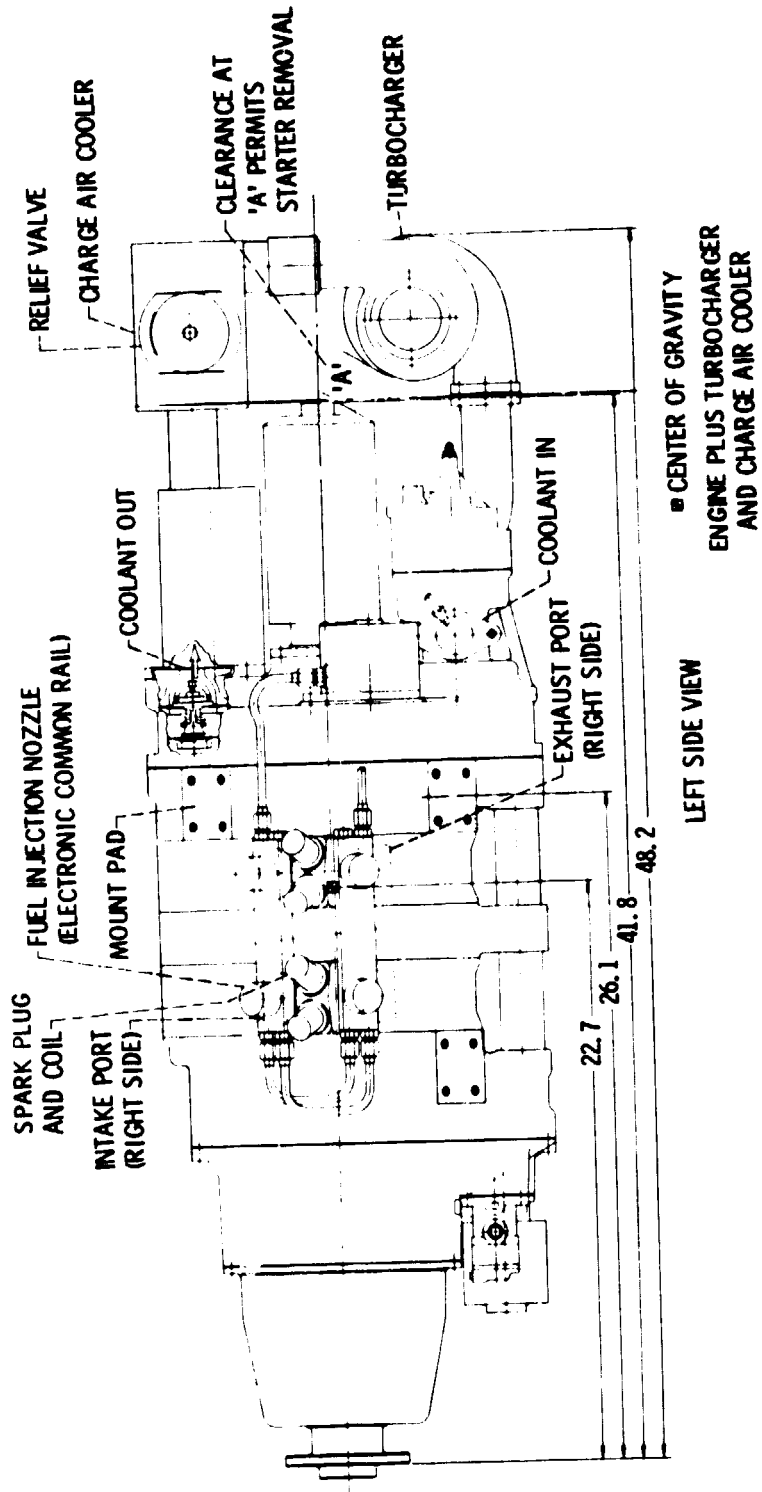 SPARK PLUG
AND COIL
FUEL INJECTION NOZZLE
(ELECTRONIC COMMON RAIL)
INTAKE PORT
(RIGHT SIDE)
MOUNT PAD
COOLANT OUT
RELIEF VALVE
CHARGE AIR COOLER
CLEARANCE AT
'A' PERMITS
STARTER REMOVAL
'A'
TURBOCHARGER
COOLANT IN
EXHAUST PORT
(RIGHT SIDE)
22.7
26.1
41.8
48.2
LEFT SIDE VIEW
CENTER OF GRAVITY
ENGINE PLUS TURBOCHARGER
AND CHARGE AIR COOLER